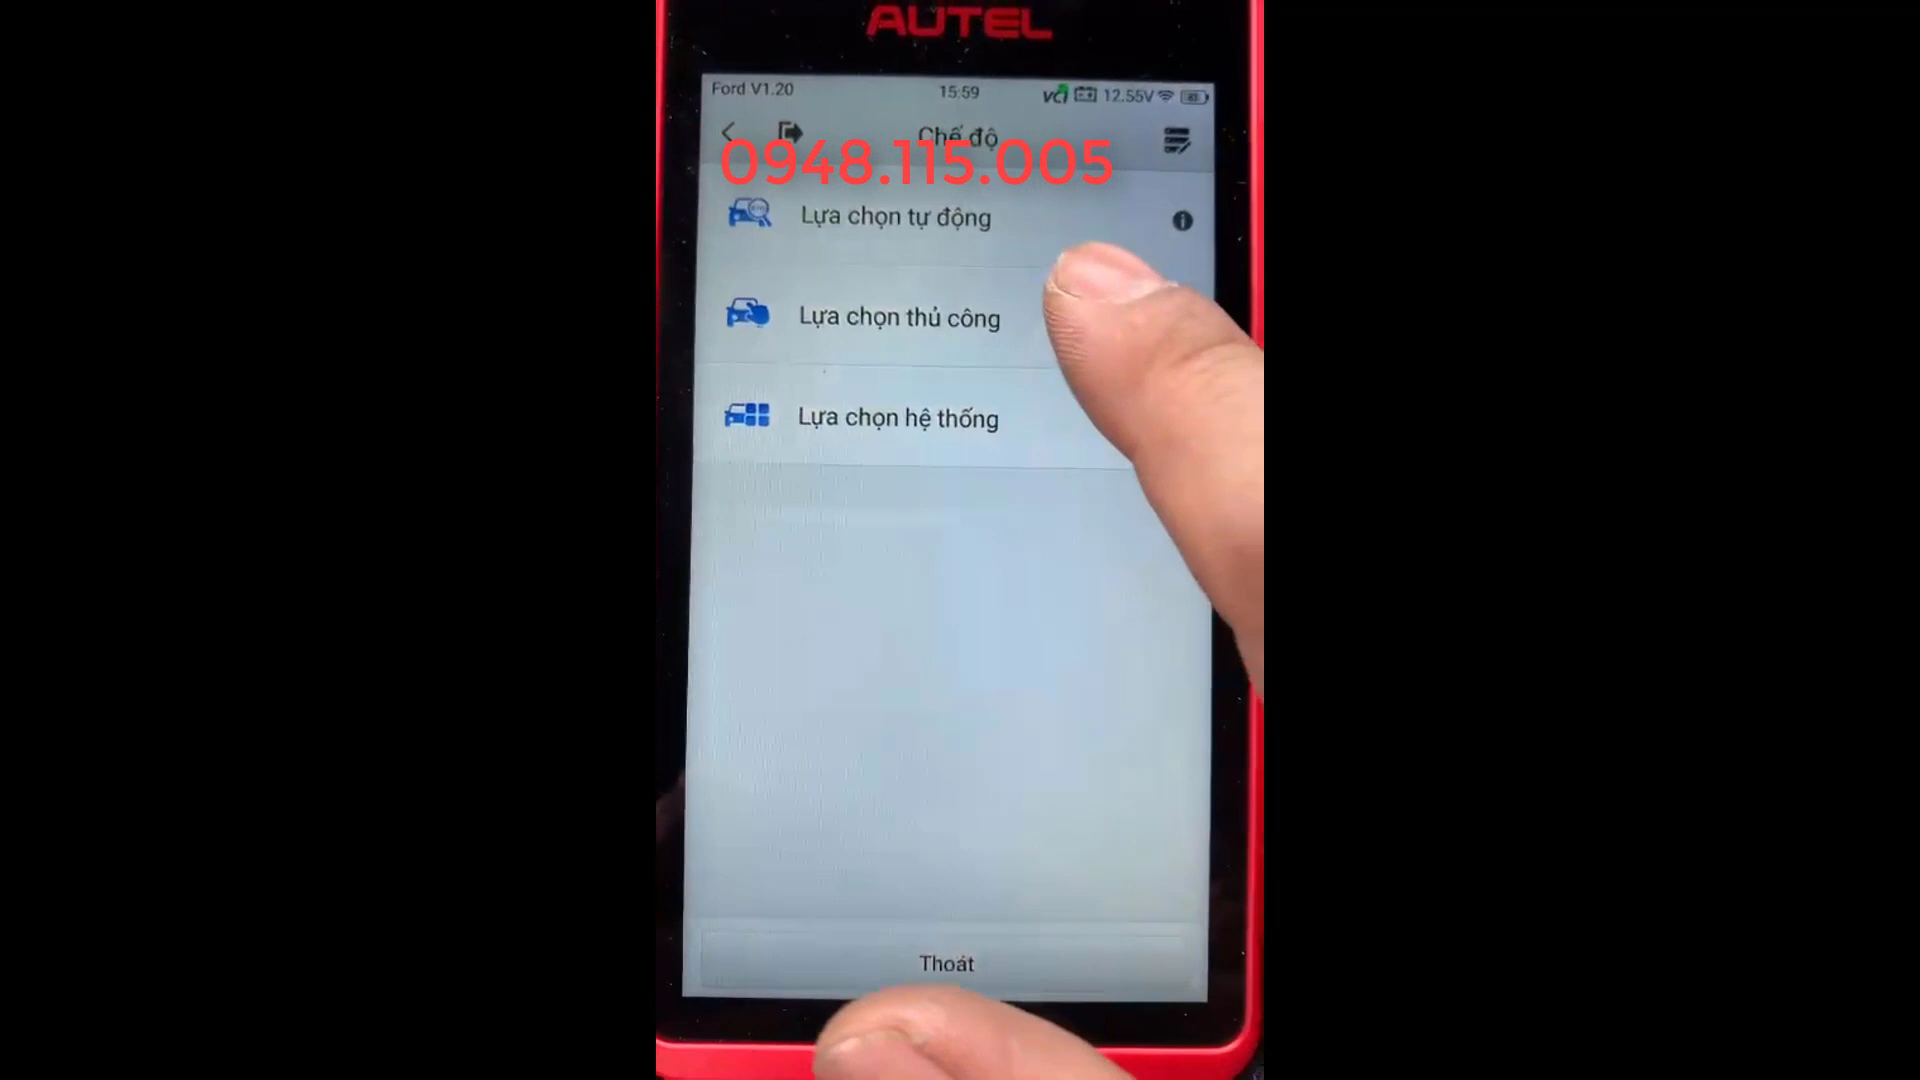 AUTEL
Ford V1.20 15:59 VCI 12.55V
Chế độ
0948.115.005
Lựa chọn tự động
Lựa chọn thủ công
Lựa chọn hệ thống
Thoát